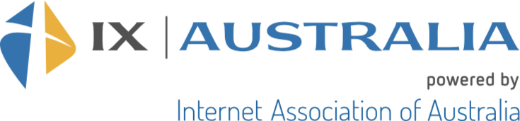 IX | AUSTRALIA
powered by
Internet Association of Australia